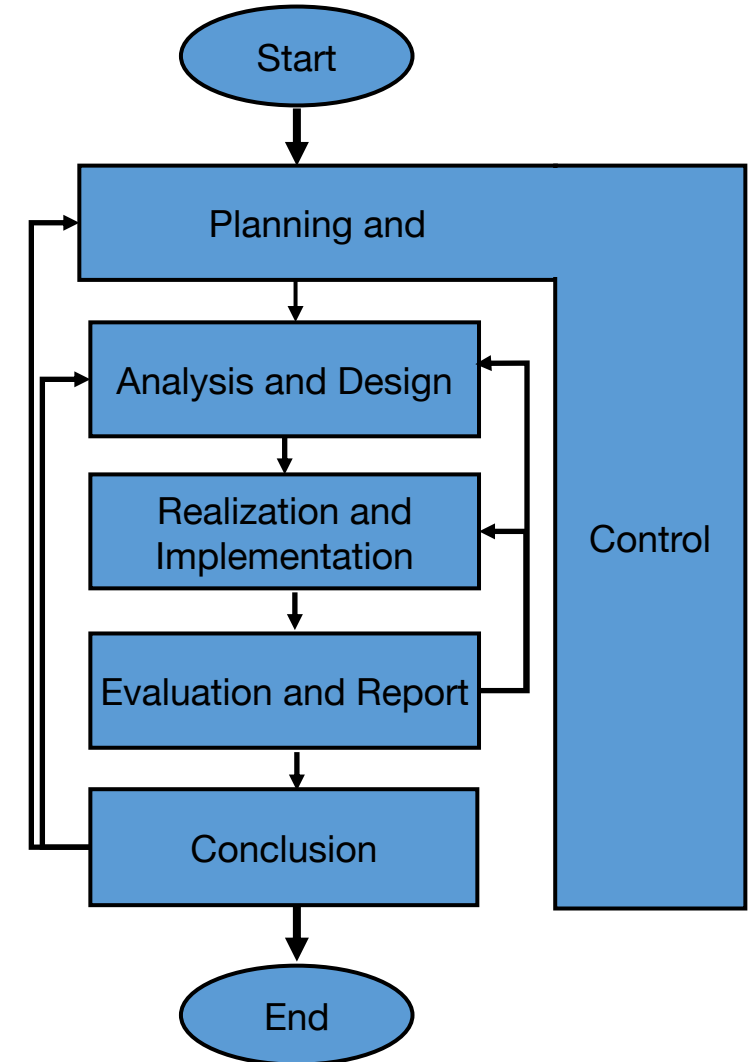 Start
Planning and
Analysis and Design
Realization and
Implementation
Control
Evaluation and Report
Conclusion
End